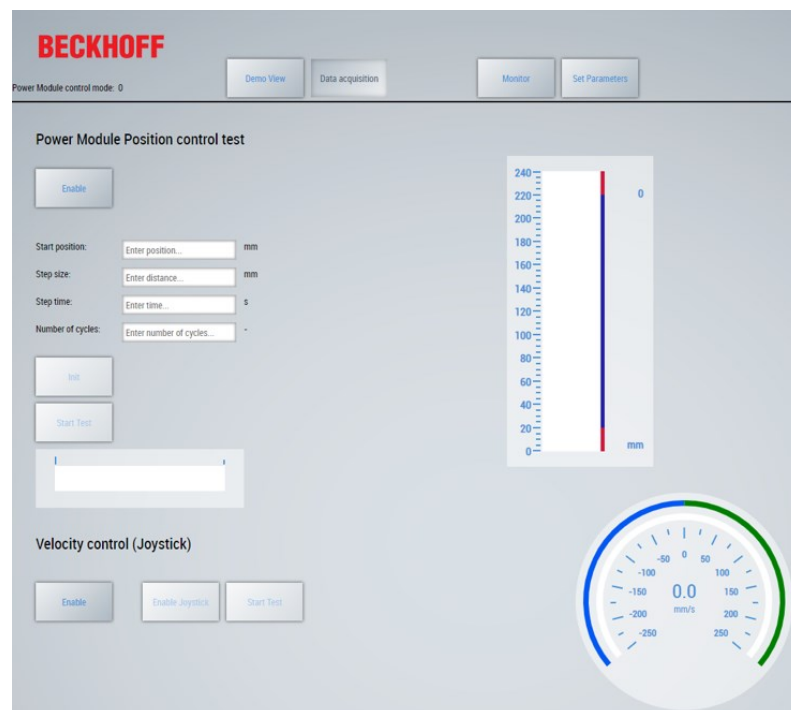 BECKHOFF
Demo View
Data acquisition
Monitor
Set Parameters
Power Module control mode: 0
Power Module Position control test
Enable
Start position:
Enter position...
mm
Step size:
Enter distance...
mm
Step time:
Enter time...
s
Number of cycles:
Enter number of cycles...
-
Init
Start Test
240
220
200
180
160
140
120
100
80
60
40
20
0
0
mm
Velocity control (Joystick)
Enable
Enable Joystick
Start Test
-250
-200
-150
-100
-50
0
50
100
150
200
250
0.0
mm/s